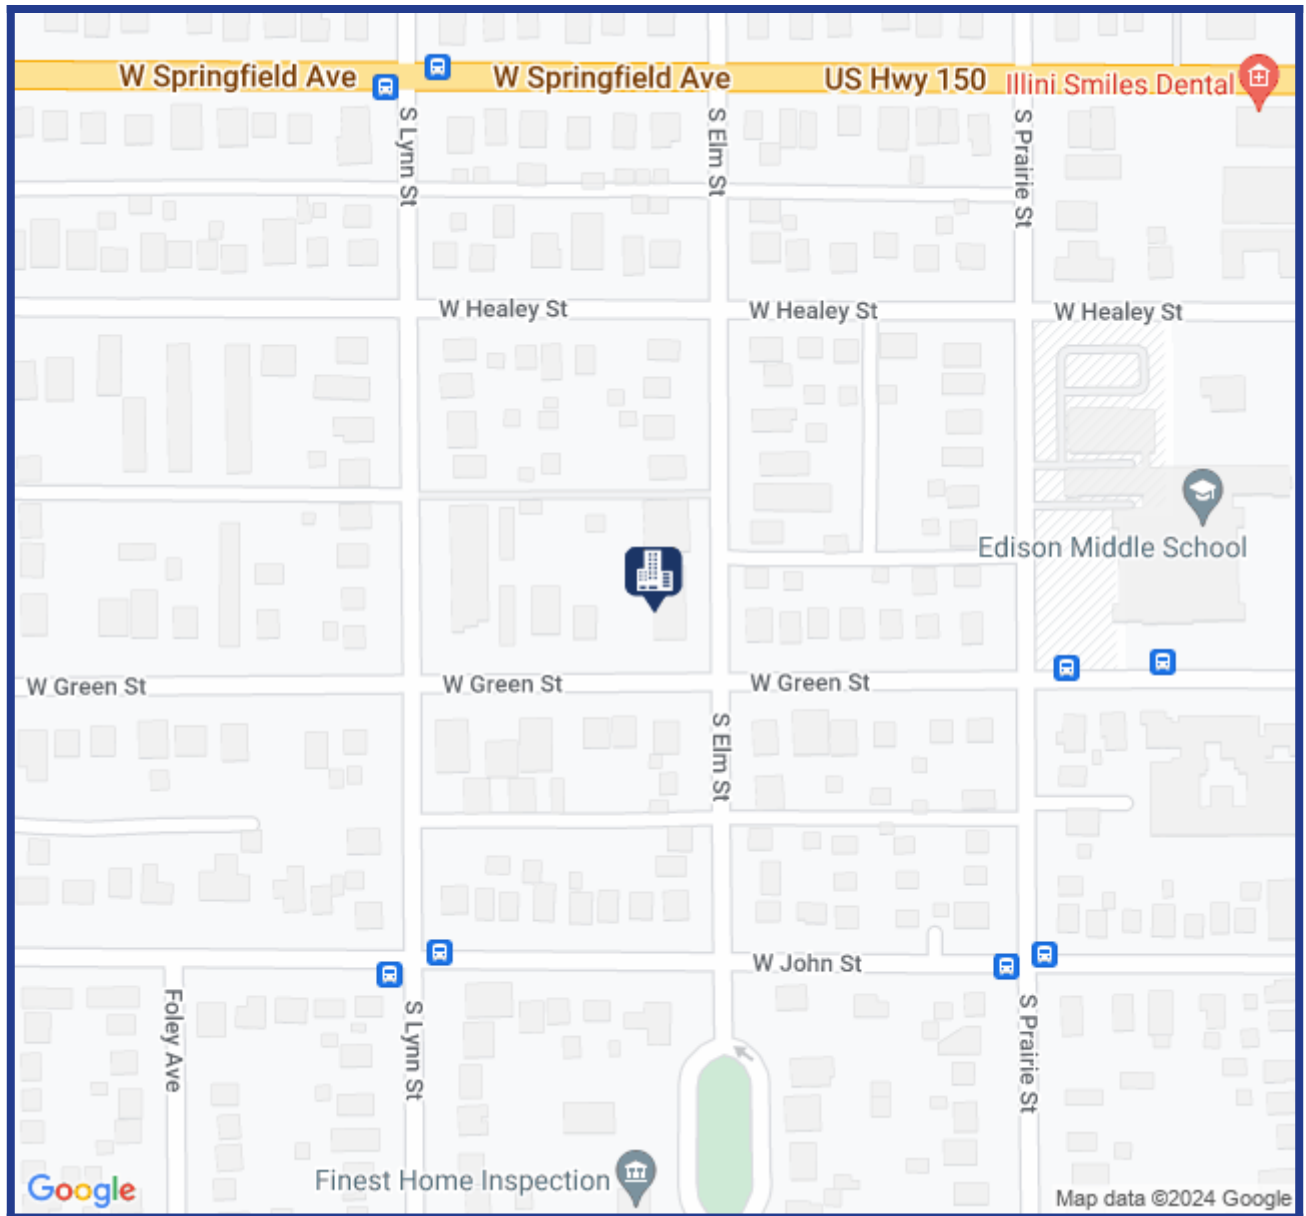 W Springfield Ave
W Springfield Ave
US Hwy 150
Illini Smiles Dental
S Lynn St
S Elm St
S Prairie St
W Healey St
W Healey St
W Healey St
Edison Middle School
W Green St
W Green St
W Green St
S Elm St
W John St
Foley Ave
S Lynn St
S Prairie St
Finest Home Inspection
Google
Map data ©2024 Google